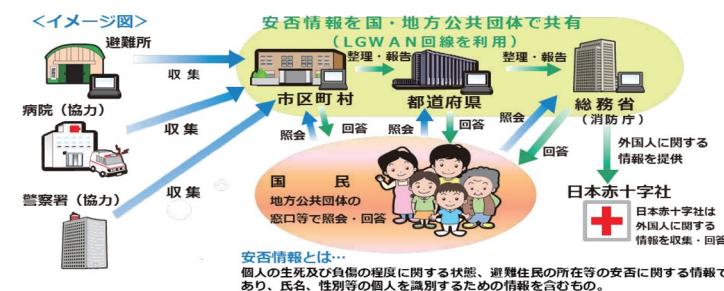 <イメージ図>
安否情報を国・地方公共団体で共有
(LGWAN回線を利用)
避難所
収集
整理・報告
整理・報告
市区町村
都道府県
総務省
(消防庁)
病院(協力)
収集
照会
回答
照会
回答
照会
回答
外国人に関する
情報を提供
警察署(協力)
収集
国民
地方公共団体の
窓口等で照会・回答
日本赤十字社
日本赤十字社は
外国人に関する
情報を収集・回答
安否情報とは…
個人の生死及び負傷の程度に関する状態、避難住民の所在等の安否に関する情報で
あり、氏名、性別等の個人を識別するための情報を含むもの。